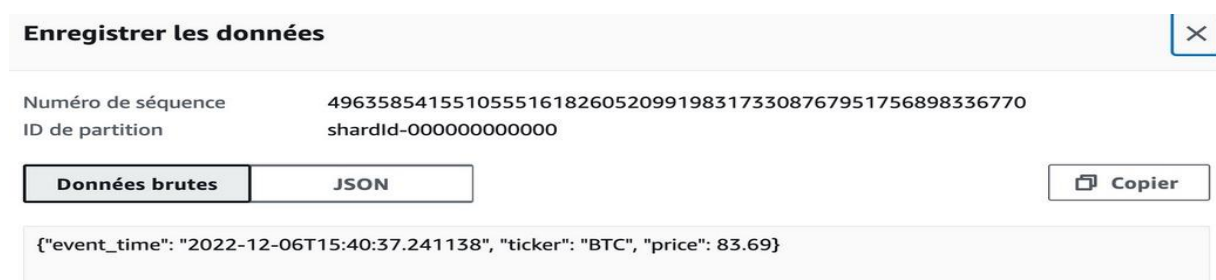 Enregistrer les données
Numéro de séquence 49635854155105551618260520991983173308767951756898336770
ID de partition shardId-000000000000
Données brutes JSON Copier
{"event_time": "2022-12-06T15:40:37.241138", "ticker": "BTC", "price": 83.69}